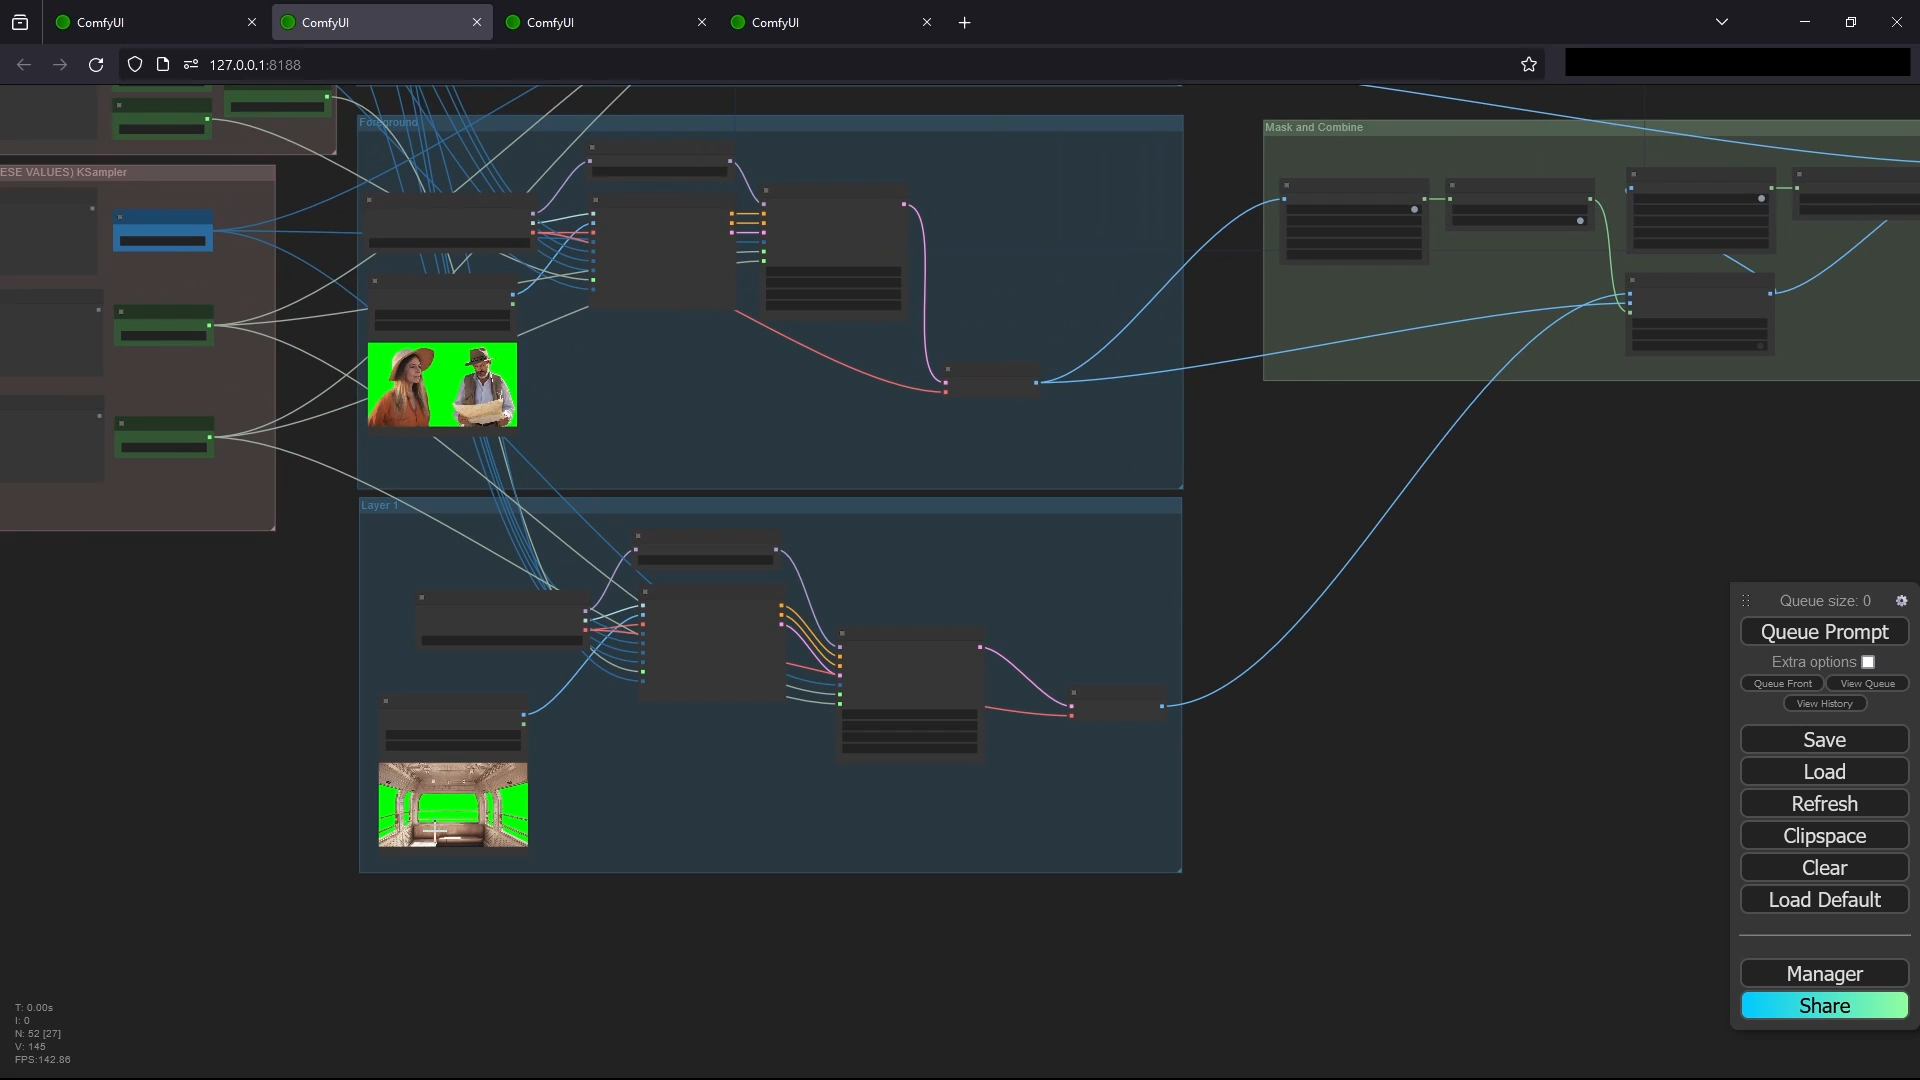 ComfyUI
ComfyUI
ComfyUI
ComfyUI
127.0.0.1:8188
Foreground
Mask and Combine
ESE VALUES) KSampler
Layer 1
Queue size: 0
Queue Prompt
Extra options
Queue Front
View Queue
View History
Save
Load
Refresh
Clipspace
Clear
Load Default
Manager
Share
T: 0.00s
I: 0
N: 52 [27]
V: 145
FPS:142.86